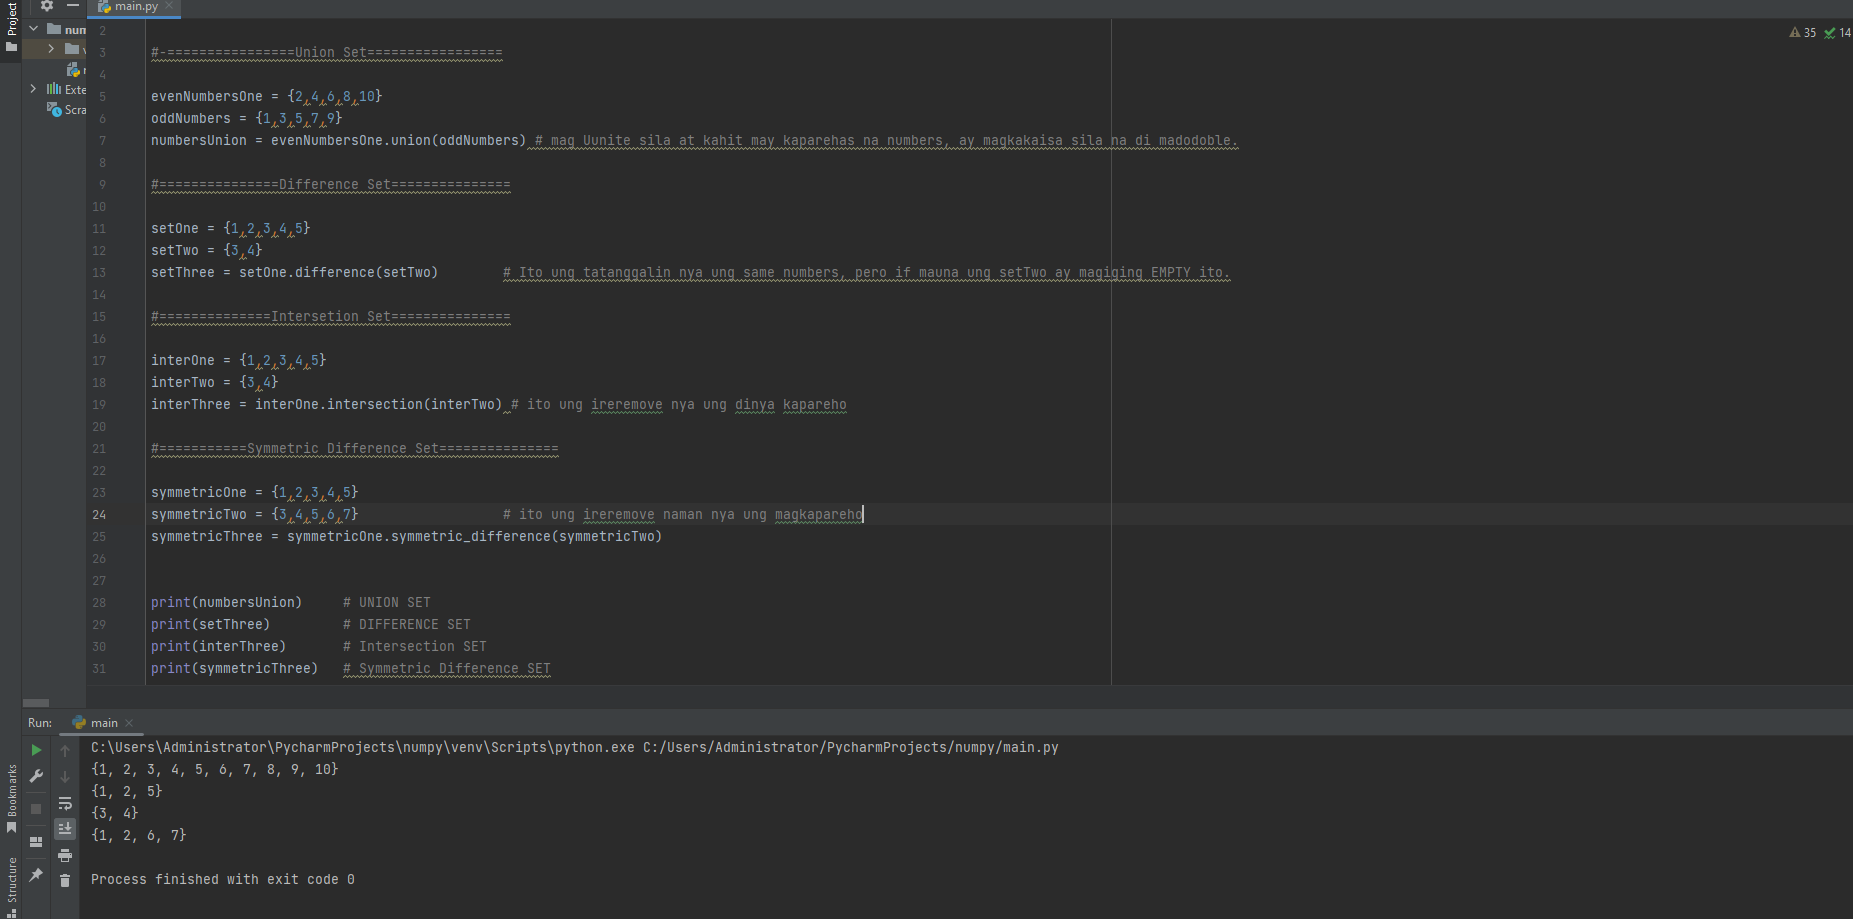 Project
main.py
num
Exte
Scra
35 14
2
3 #-================Union Set=================
4
5 evenNumbersOne = {2,4,6,8,10}
6 oddNumbers = {1,3,5,7,9}
7 numbersUnion = evenNumbersOne.union(oddNumbers) # mag Uunite sila at kahit may kaparehas na numbers, ay magkakaisa sila na di madodoble.
8
9 #===============Difference Set===============
10
11 setOne = {1,2,3,4,5}
12 setTwo = {3,4}
13 setThree = setOne.difference(setTwo) # Ito ung tatanggalin nya ung same numbers, pero if mauna ung setTwo ay magiging EMPTY ito.
14
15 #==============Intersetion Set===============
16
17 interOne = {1,2,3,4,5}
18 interTwo = {3,4}
19 interThree = interOne.intersection(interTwo) # ito ung ireremove nya ung dinya kapareho
20
21 #===========Symmetric Difference Set===============
22
23 symmetricOne = {1,2,3,4,5}
24 symmetricTwo = {3,4,5,6,7} # ito ung ireremove naman nya ung magkapareho
25 symmetricThree = symmetricOne.symmetric_difference(symmetricTwo)
26
27
28 print(numbersUnion) # UNION SET
29 print(setThree) # DIFFERENCE SET
30 print(interThree) # Intersection SET
31 print(symmetricThree) # Symmetric Difference SET
Run: main
C:\Users\Administrator\PycharmProjects\numpy\venv\Scripts\python.exe C:/Users/Administrator/PycharmProjects/numpy/main.py
{1, 2, 3, 4, 5, 6, 7, 8, 9, 10}
{1, 2, 5}
{3, 4}
{1, 2, 6, 7}
Process finished with exit code 0
Bookmarks
Structure